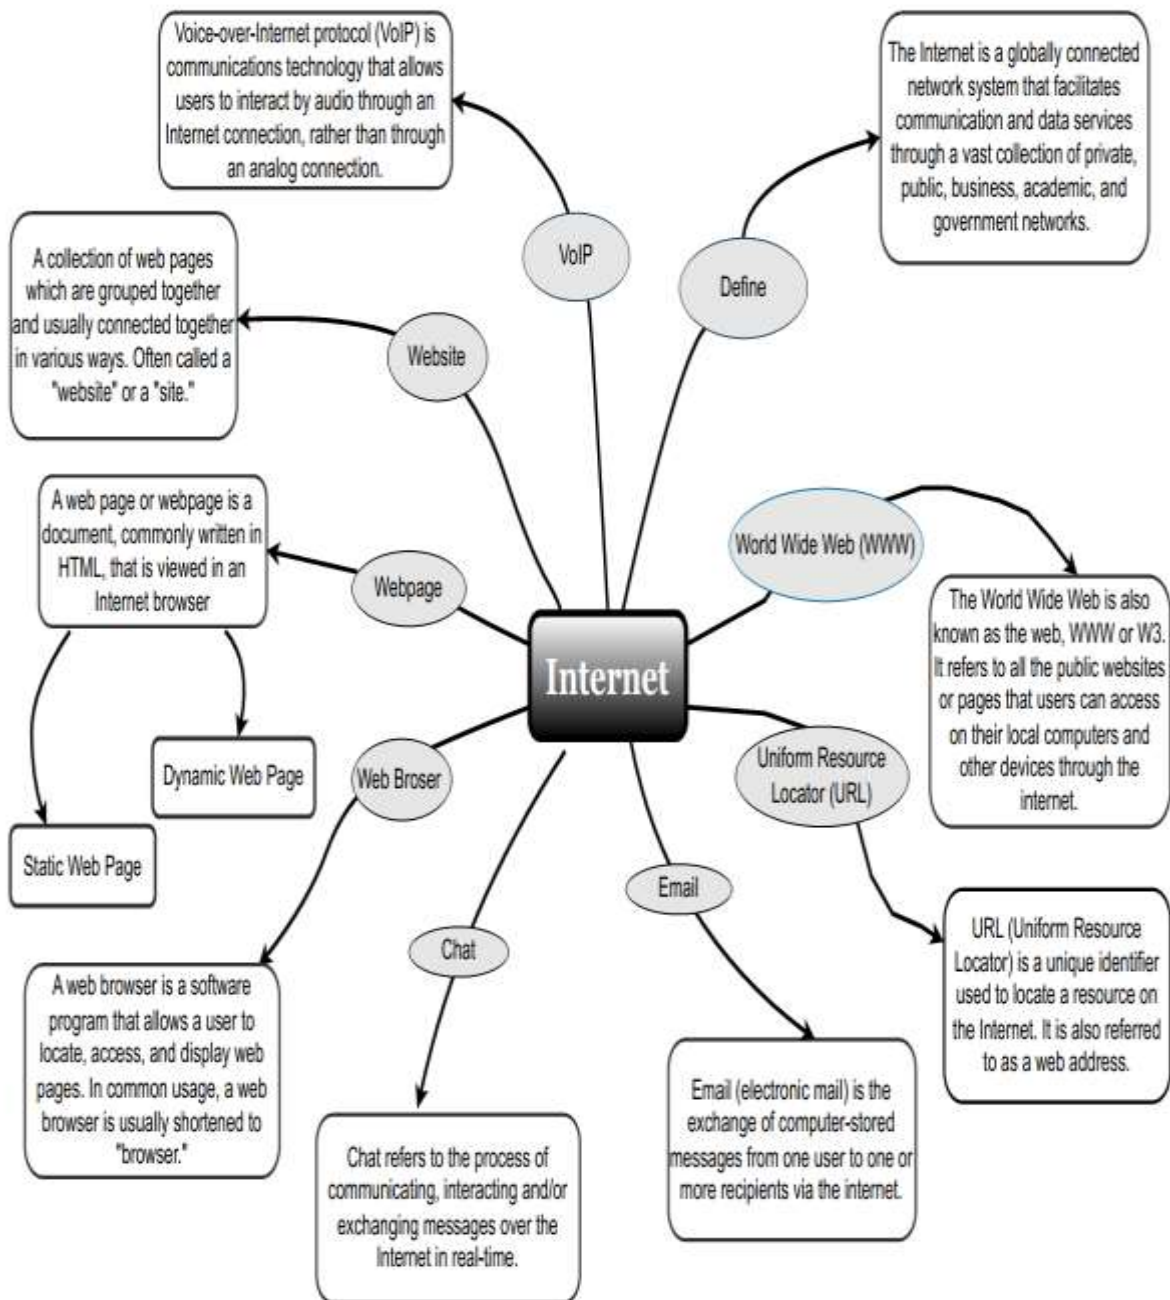 Voice-over-Internet protocol (VoIP) is
communications technology that allows
users to interact by audio through an
Internet connection, rather than through
an analog connection.
The Internet is a globally connected
network system that facilitates
communication and data services
through a vast collection of private,
public, business, academic, and
government networks.
VoIP
Define
A collection of web pages
which are grouped together
and usually connected together
in various ways. Often called a
"website" or a "site."
Website
A web page or webpage is a
document, commonly written in
HTML, that is viewed in an
Internet browser
Webpage
World Wide Web (WWW)
The World Wide Web is also
known as the web, WWW or W3.
It refers to all the public websites
or pages that users can access
on their local computers and
other devices through the
internet.
Internet
Dynamic Web Page
Static Web Page
Web Broser
Uniform Resource
Locator (URL)
Email
Chat
A web browser is a software
program that allows a user to
locate, access, and display web
pages. In common usage, a web
browser is usually shortened to
"browser."
URL (Uniform Resource
Locator) is a unique identifier
used to locate a resource on
the Internet. It is also referred
to as a web address.
Email (electronic mail) is the
exchange of computer-stored
messages from one user to one or
more recipients via the internet.
Chat refers to the process of
communicating, interacting and/or
exchanging messages over the
Internet in real-time.